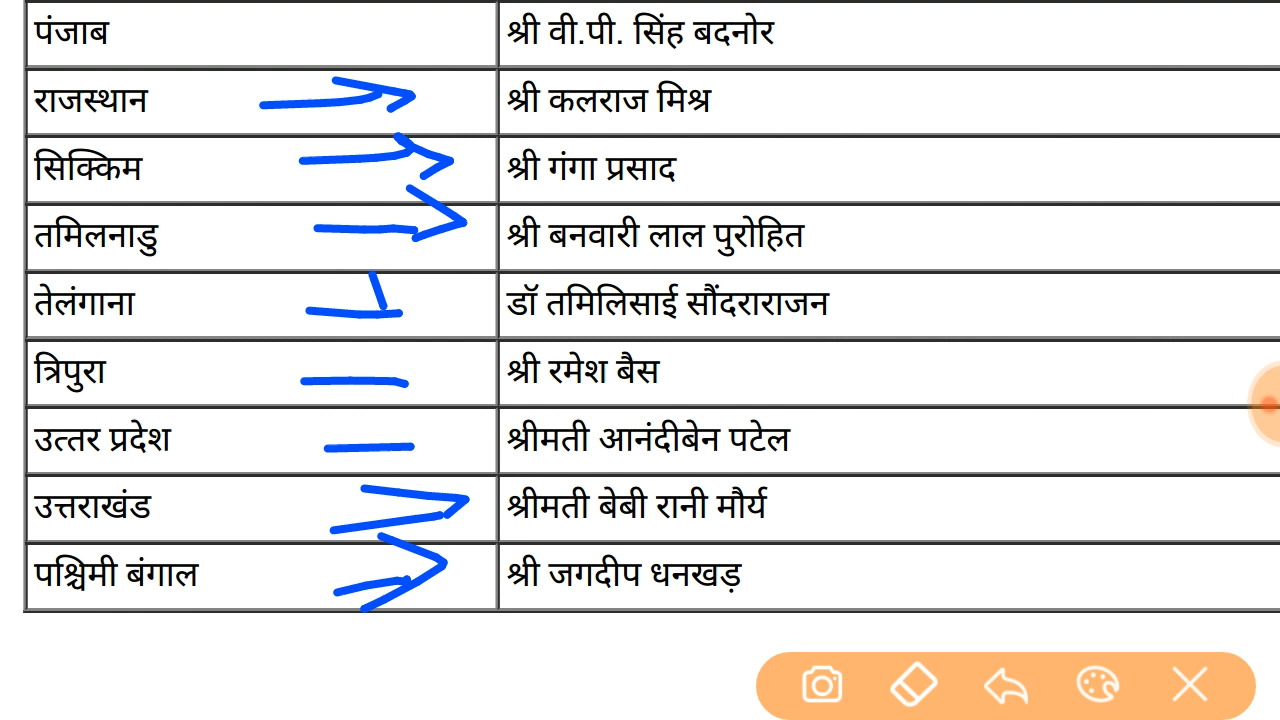 पंजाब श्री वी.पी. सिंह बदनोर
राजस्थान श्री कलराज मिश्र
सिक्किम श्री गंगा प्रसाद
तमिलनाडु श्री बनवारी लाल पुरोहित
तेलंगाना डॉ तमिलिसाई सौंदराराजन
त्रिपुरा श्री रमेश बैस
उत्तर प्रदेश श्रीमती आनंदीबेन पटेल
उत्तराखंड श्रीमती बेबी रानी मौर्य
पश्चिमी बंगाल श्री जगदीप धनखड़